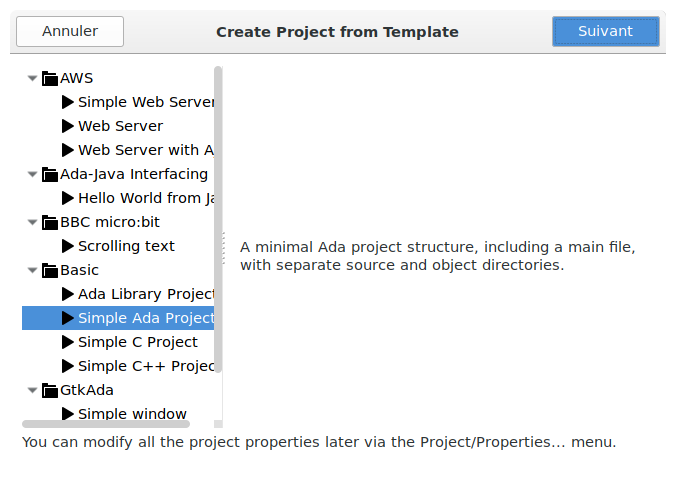 Annuler Create Project from Template Suivant
AWS
Simple Web Server
Web Server
Web Server with A
Ada-Java Interfacing
Hello World from Ja
BBC micro:bit
Scrolling text
Basic
Ada Library Project
Simple Ada Project
Simple C Project
Simple C++ Projec
GtkAda
Simple window
A minimal Ada project structure, including a main file,
with separate source and object directories.
You can modify all the project properties later via the Project/Properties... menu.